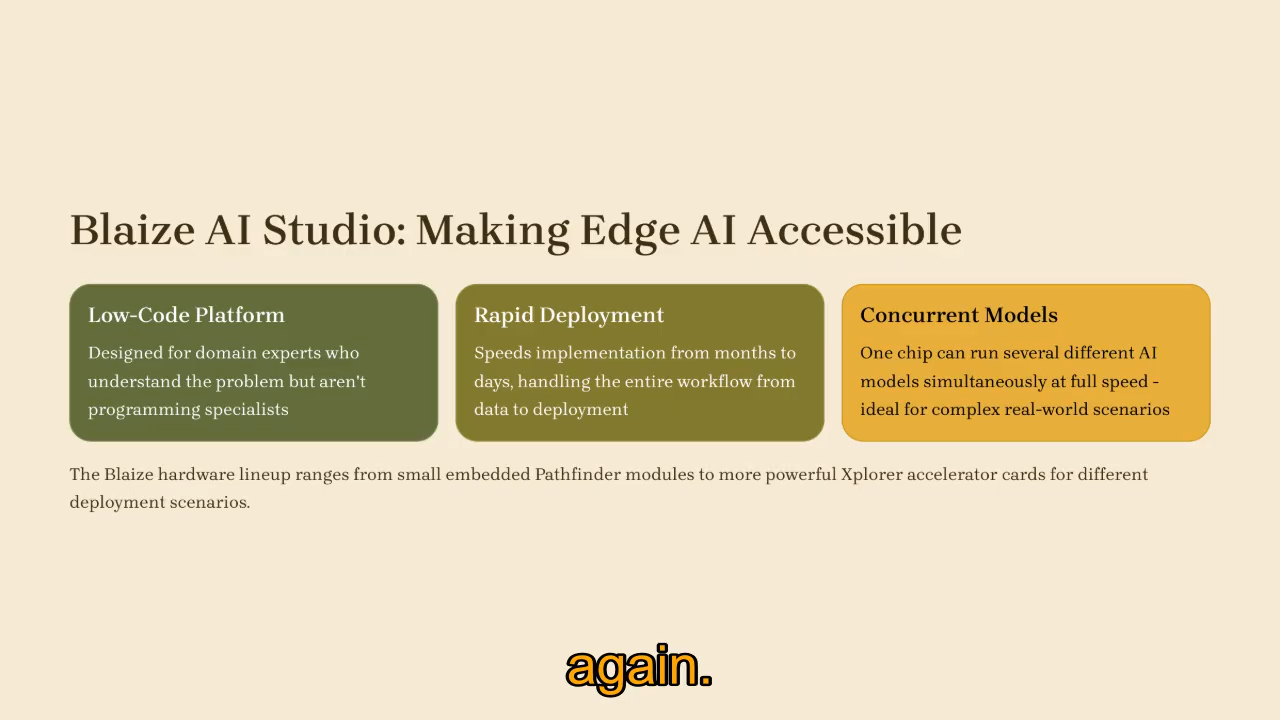 Blaize AI Studio: Making Edge AI Accessible
Low-Code Platform
Designed for domain experts who
understand the problem but aren't
programming specialists
Rapid Deployment
Speeds implementation from months to
days, handling the entire workflow from
data to deployment
Concurrent Models
One chip can run several different AI
models simultaneously at full speed -
ideal for complex real-world scenarios
The Blaize hardware lineup ranges from small embedded Pathfinder modules to more powerful Xplorer accelerator cards for different
deployment scenarios.
again.